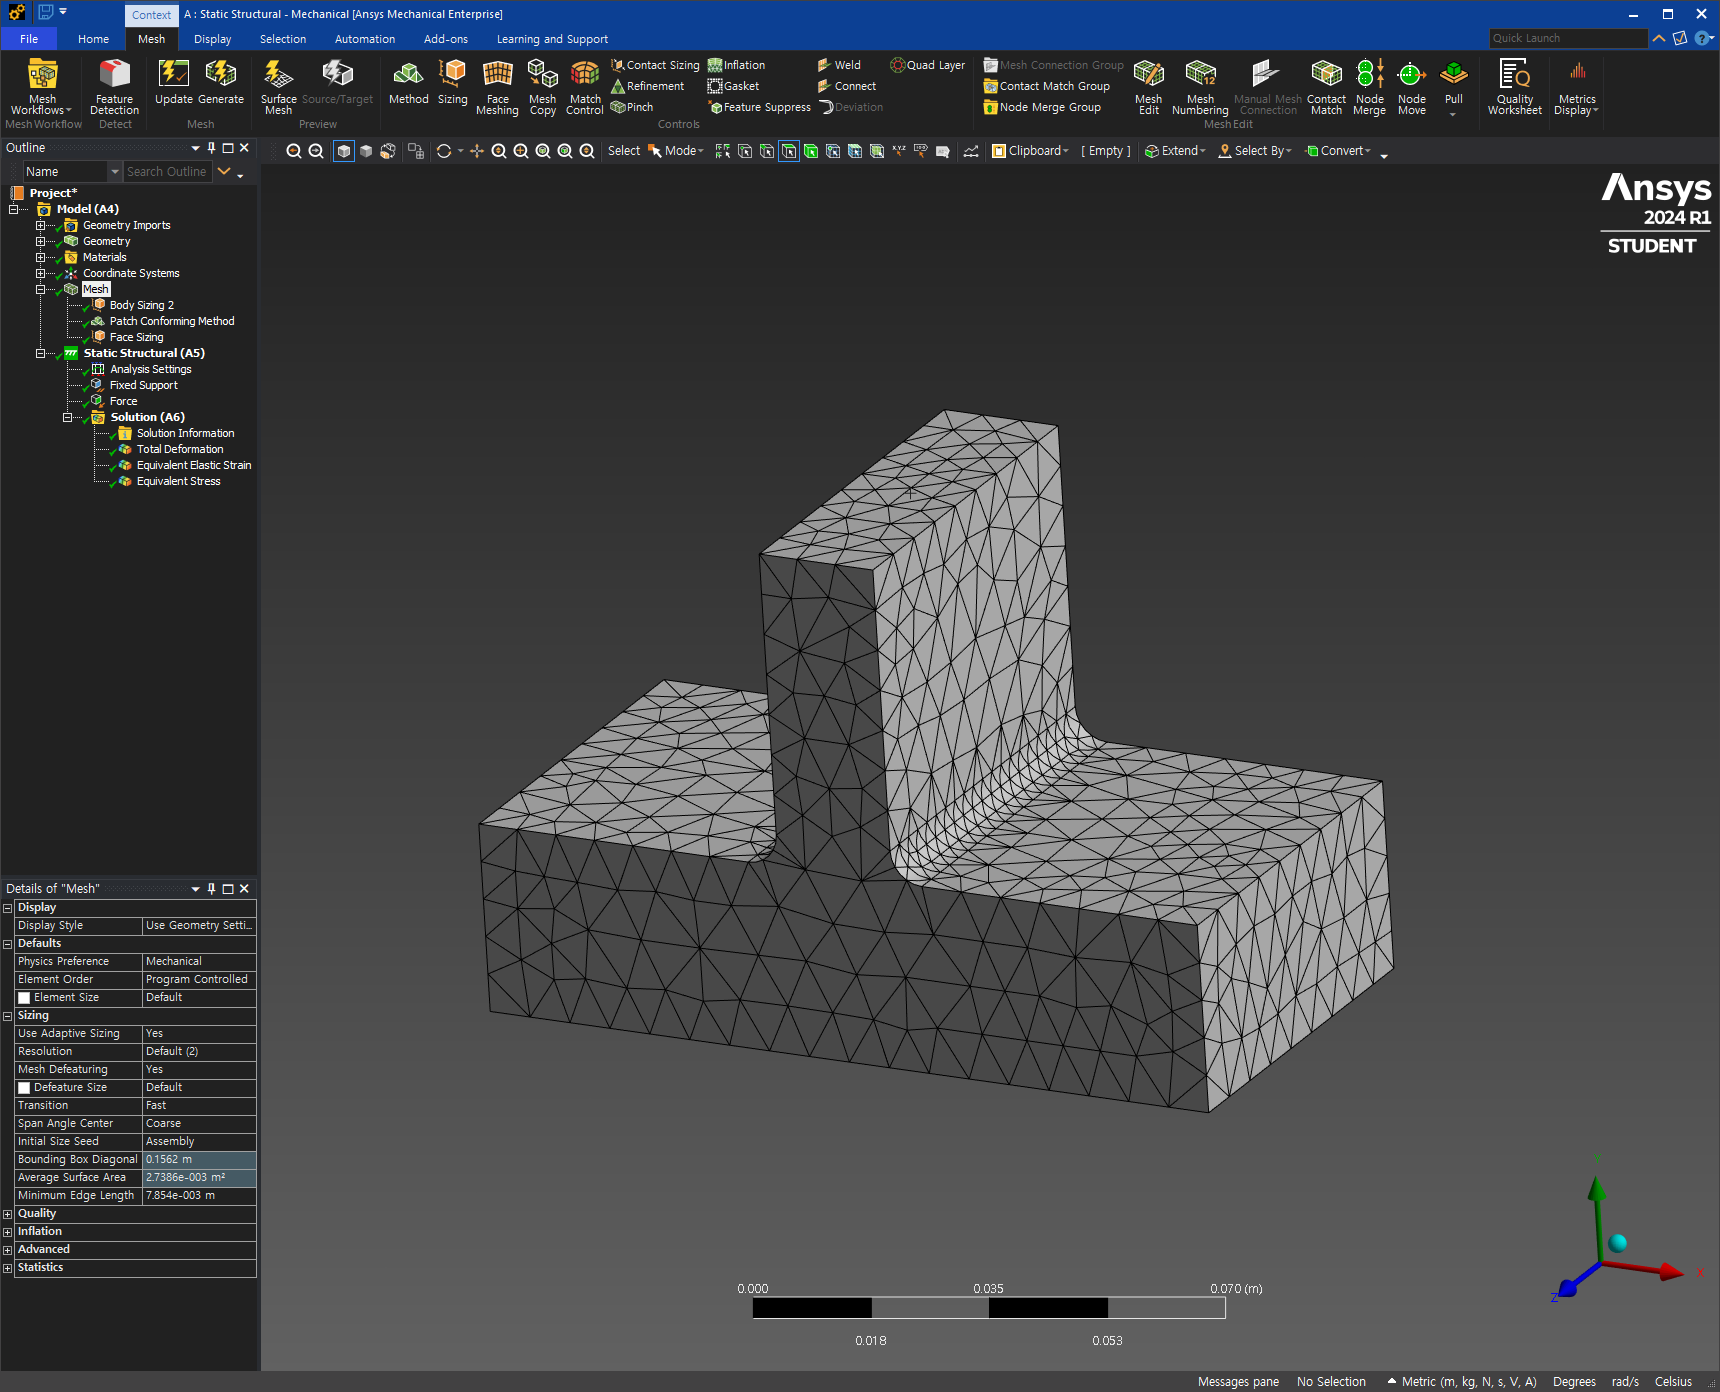 Context
A : Static Structural - Mechanical [Ansys Mechanical Enterprise]
File Home Mesh Display Selection Automation Add-ons Learning and Support
Quick Launch
Mesh Workflows
Mesh Workflow
Feature Detection
Detect
Update Generate
Mesh
Surface Mesh
Source/Target
Preview
Method Sizing Face Meshing Mesh Copy Match Control
Contact Sizing
Refinement
Pinch
Inflation
Gasket
Feature Suppress
Weld
Connect
Deviation
Quad Layer
Controls
Mesh Connection Group
Contact Match Group
Node Merge Group
Mesh Edit
Mesh Numbering
Manual Mesh Connection
Contact Match
Node Merge
Node Move
Pull
Mesh Edit
Quality Worksheet
Metrics Display
Outline
Name Search Outline
Select Mode Clipboard [ Empty ] Extend Select By Convert
Project*
Model (A4)
Geometry Imports
Geometry
Materials
Coordinate Systems
Mesh
Body Sizing 2
Patch Conforming Method
Face Sizing
Static Structural (A5)
Analysis Settings
Fixed Support
Force
Solution (A6)
Solution Information
Total Deformation
Equivalent Elastic Strain
Equivalent Stress
Ansys
2024 R1
STUDENT
Details of "Mesh"
Display
Display Style Use Geometry Setti...
Defaults
Physics Preference Mechanical
Element Order Program Controlled
Element Size Default
Sizing
Use Adaptive Sizing Yes
Resolution Default (2)
Mesh Defeaturing Yes
Defeature Size Default
Transition Fast
Span Angle Center Coarse
Initial Size Seed Assembly
Bounding Box Diagonal 0.1562 m
Average Surface Area 2.7386e-003 m²
Minimum Edge Length 7.854e-003 m
Quality
Inflation
Advanced
Statistics
0.000 0.035 0.070 (m)
0.018 0.053
Y
X
Z
Messages pane No Selection Metric (m, kg, N, s, V, A) Degrees rad/s Celsius